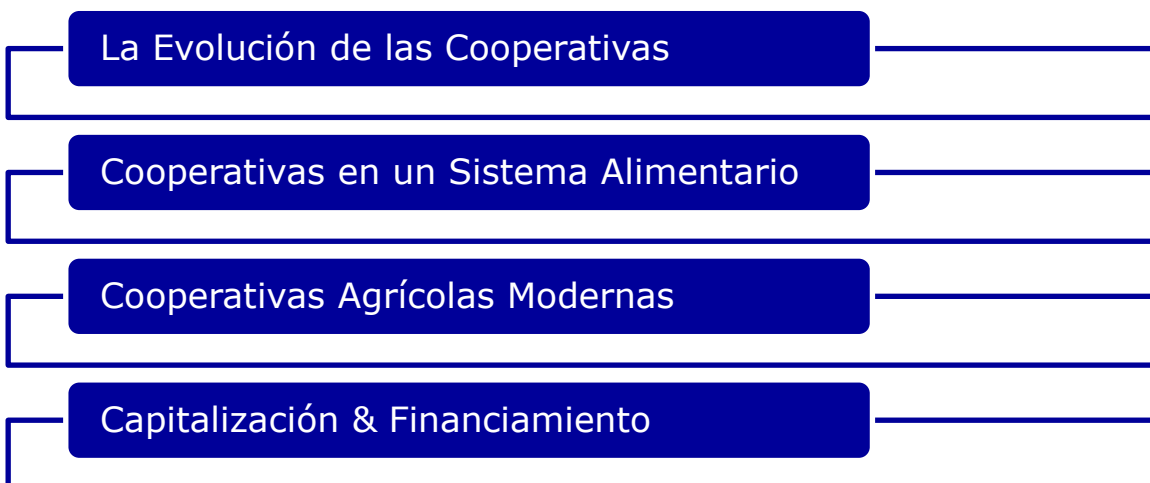 La Evolución de las Cooperativas
Cooperativas en un Sistema Alimentario
Cooperativas Agrícolas Modernas
Capitalización & Financiamiento